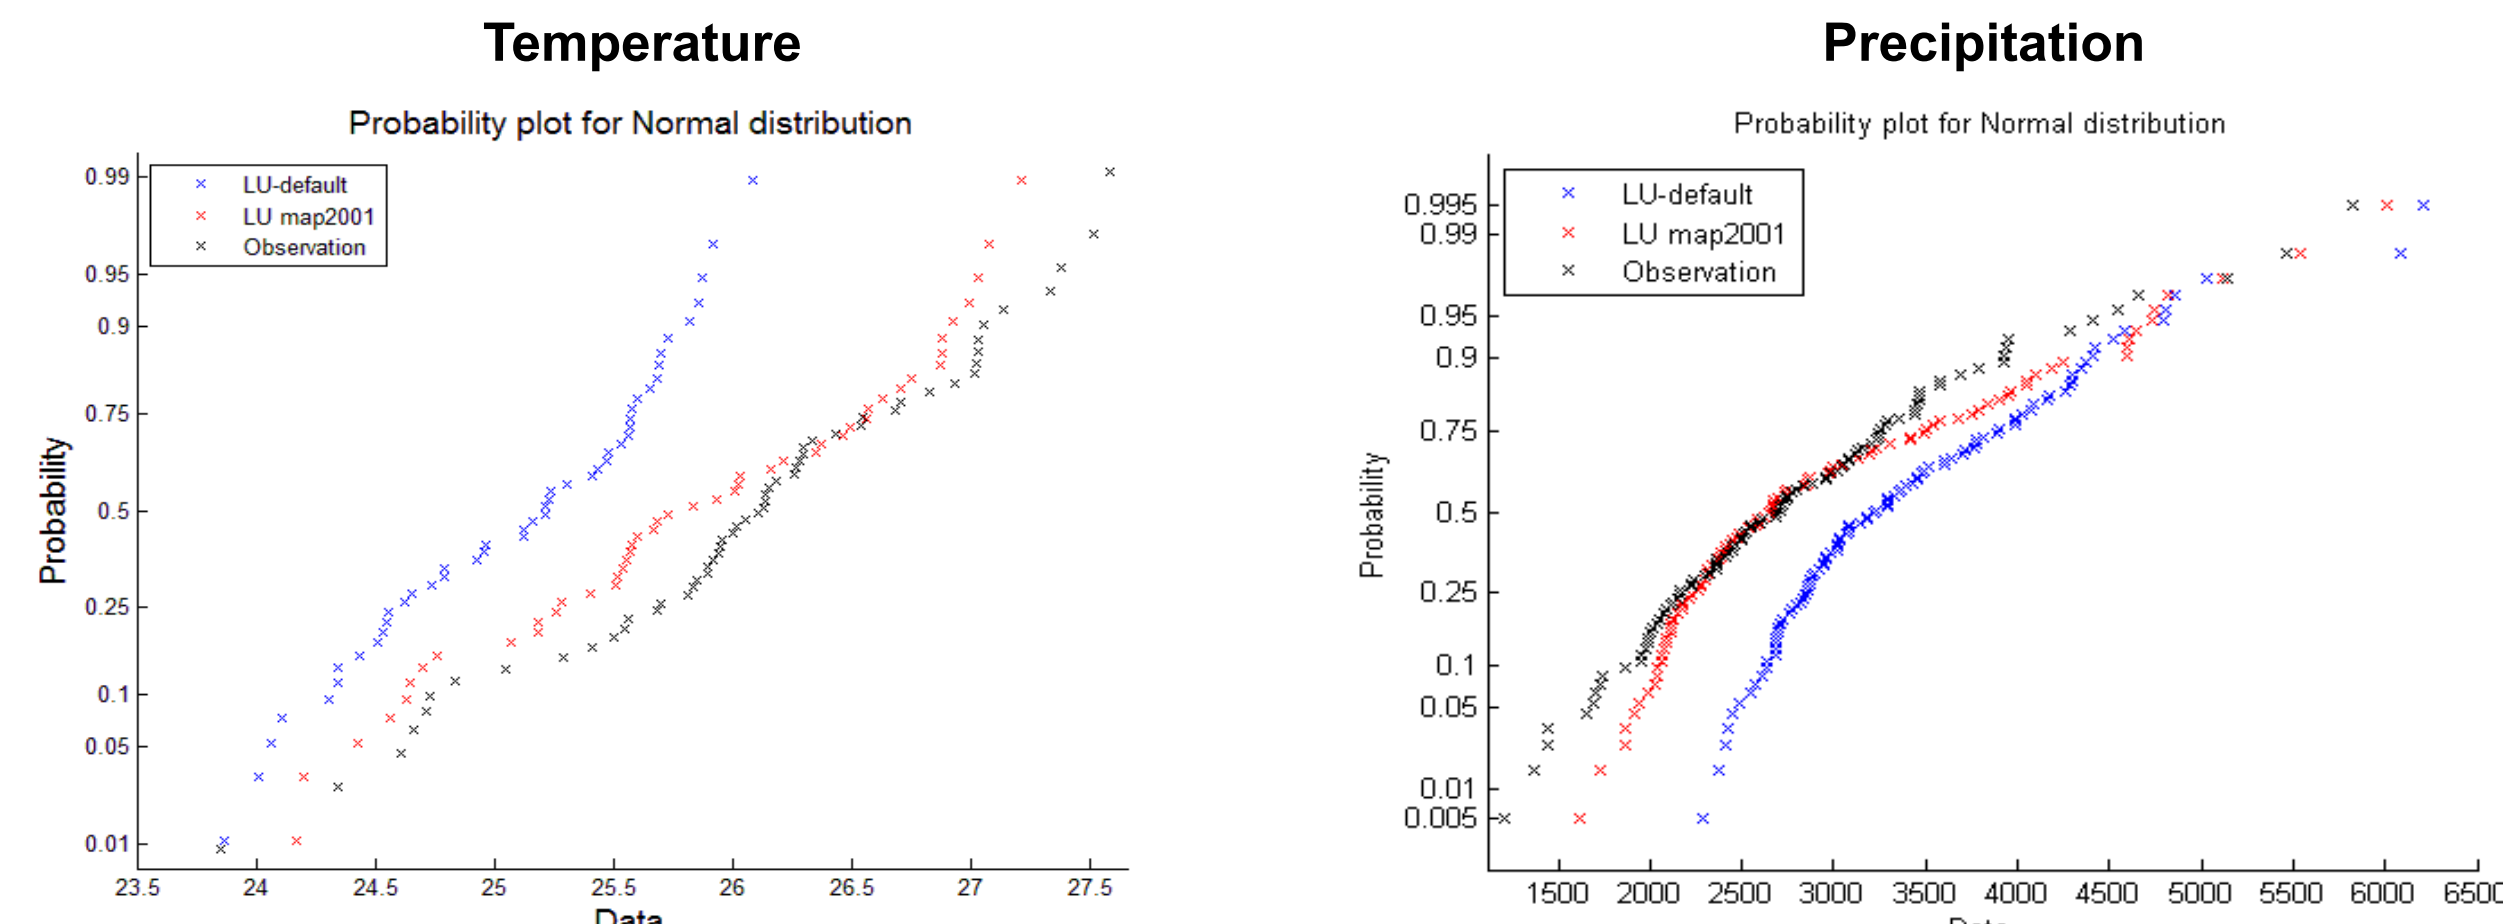 Temperature
Probability plot for Normal distribution
LU-default
LU map2001
Observation
0.99
0.95
0.9
0.75
0.5
0.25
0.1
0.05
0.01
Probability
23.5 24 24.5 25 25.5 26 26.5 27 27.5
Data
Precipitation
Probability plot for Normal distribution
LU-default
LU map2001
Observation
0.995
0.99
0.95
0.9
0.75
0.5
0.25
0.1
0.05
0.01
0.005
Probability
1500 2000 2500 3000 3500 4000 4500 5000 5500 6000 6500
Data